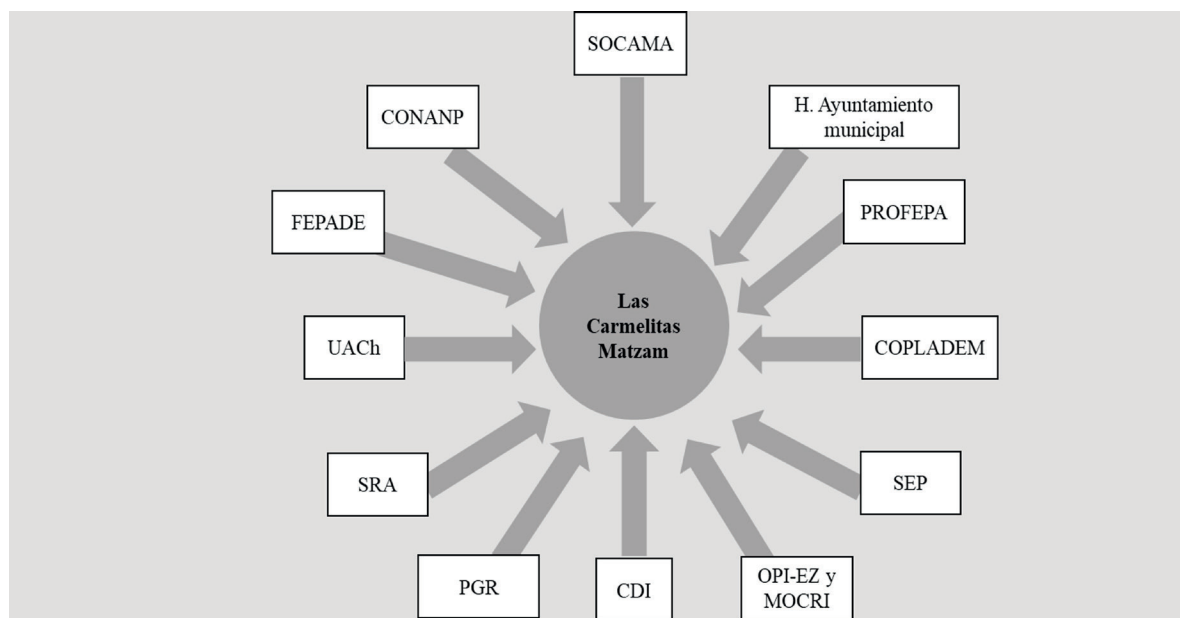 SOCAMA
CONANP
H. Ayuntamiento
municipal
FEPADE
PROFEPA
Las
Carmelitas
Matzam
UACh
COPLADEM
SRA
SEP
PGR
CDI
OPI-EZ y
MOCRI